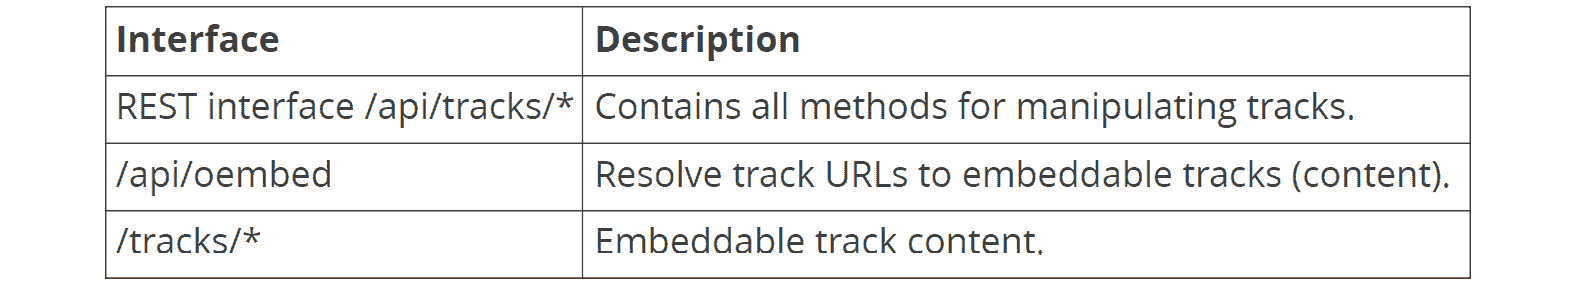 Interface Description
REST interface /api/tracks/* Contains all methods for manipulating tracks.
/api/oembed Resolve track URLs to embeddable tracks (content).
/tracks/* Embeddable track content.